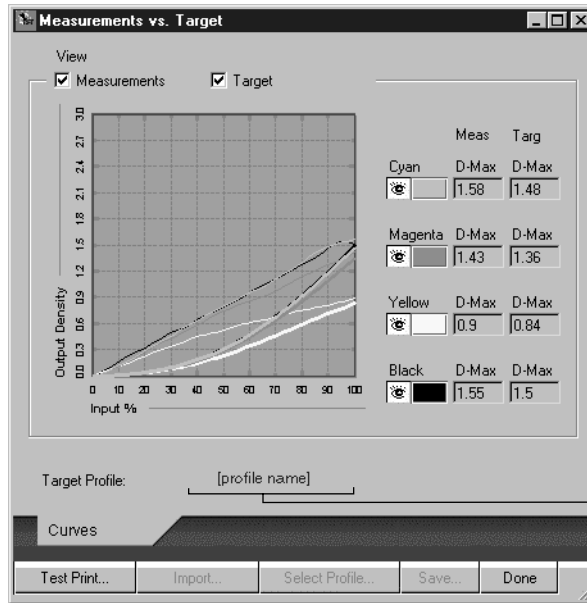 Measurements vs. Target
View
Measurements
Target
3.0
2.7
2.4
2.1
1.8
1.5
1.2
0.9
0.6
0.3
0.0
Output Density
0 10 20 30 40 50 60 70 80 90 100
Input %
Meas Targ
Cyan D-Max D-Max
1.58 1.48
Magenta D-Max D-Max
1.43 1.36
Yellow D-Max D-Max
0.9 0.84
Black D-Max D-Max
1.55 1.5
Target Profile: [profile name]
Curves
Test Print... Import... Select Profile... Save... Done